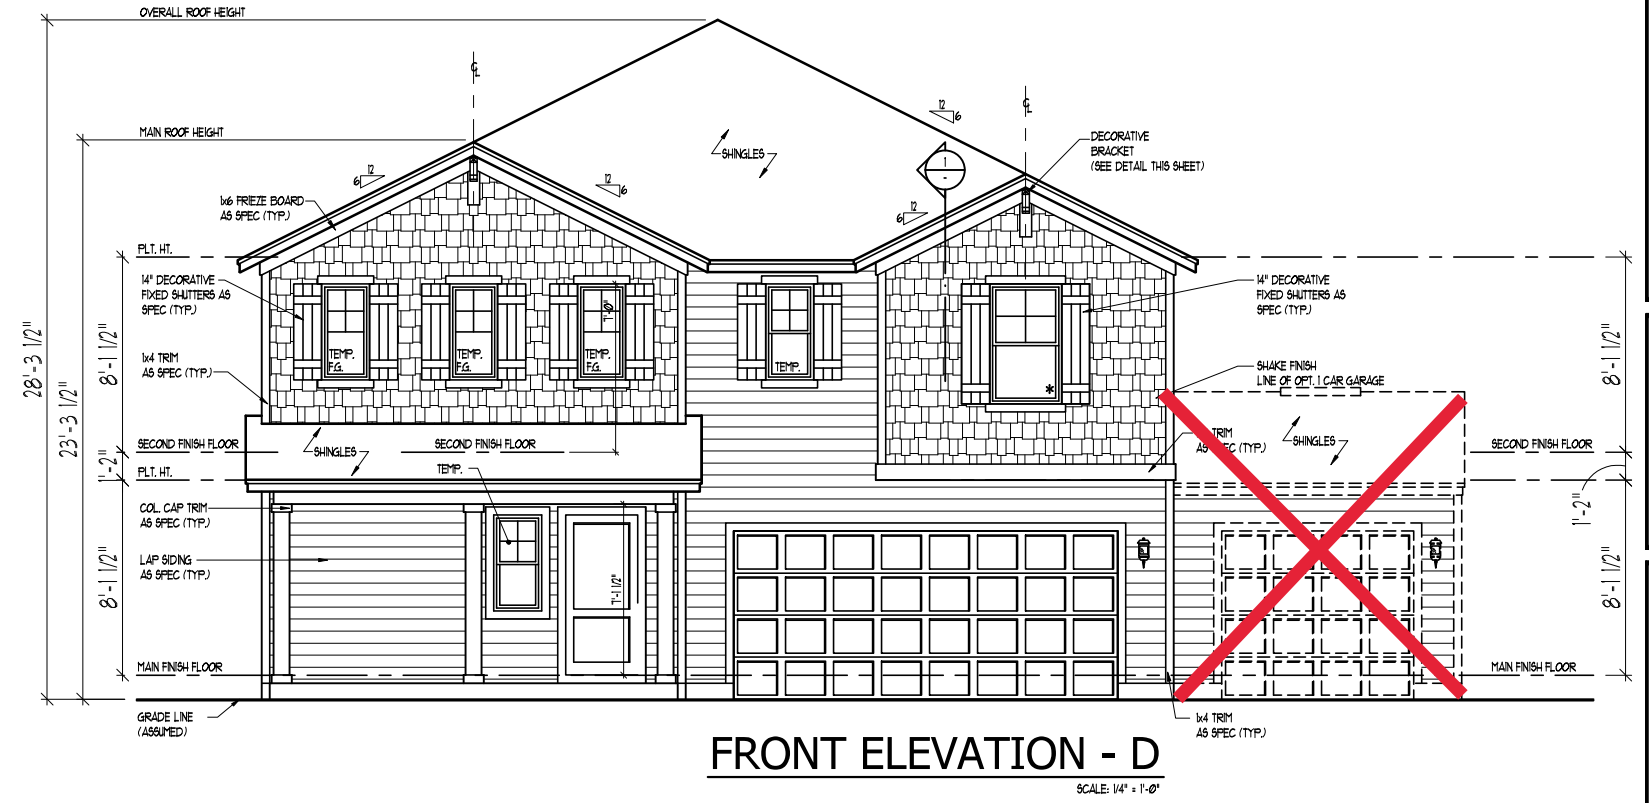 OVERALL ROOF HEIGHT
MAIN ROOF HEIGHT
CL
CL
12
6
DECORATIVE
BRACKET
(SEE DETAIL THIS SHEET)
SHINGLES
1
-
12
6
12
6
12
6
1x6 FRIEZE BOARD
AS SPEC (TYP.)
PLT. HT.
14" DECORATIVE
FIXED SHUTTERS AS
SPEC (TYP.)
14" DECORATIVE
FIXED SHUTTERS AS
SPEC (TYP.)
28'-3 1/2"
23'-3 1/2"
8'-1 1/2"
8'-1 1/2"
7'-0"
1x4 TRIM
AS SPEC (TYP.)
TEMP.
F.G.
TEMP.
F.G.
TEMP.
F.G.
TEMP.
*
SHAKE FINISH
LINE OF OPT. 1 CAR GARAGE
SECOND FINISH FLOOR
SHINGLES
SECOND FINISH FLOOR
TRIM
SHINGLES
SECOND FINISH FLOOR
1'-2"
PLT. HT.
TEMP.
1'-2"
COL. CAP TRIM
AS SPEC (TYP.)
LAP SIDING
AS SPEC (TYP.)
8'-1 1/2"
7'-1 1/2"
8'-1 1/2"
MAIN FINISH FLOOR
MAIN FINISH FLOOR
GRADE LINE
(ASSUMED)
1x4 TRIM
AS SPEC (TYP.)
FRONT ELEVATION - D
SCALE: 1/4" = 1'-0"